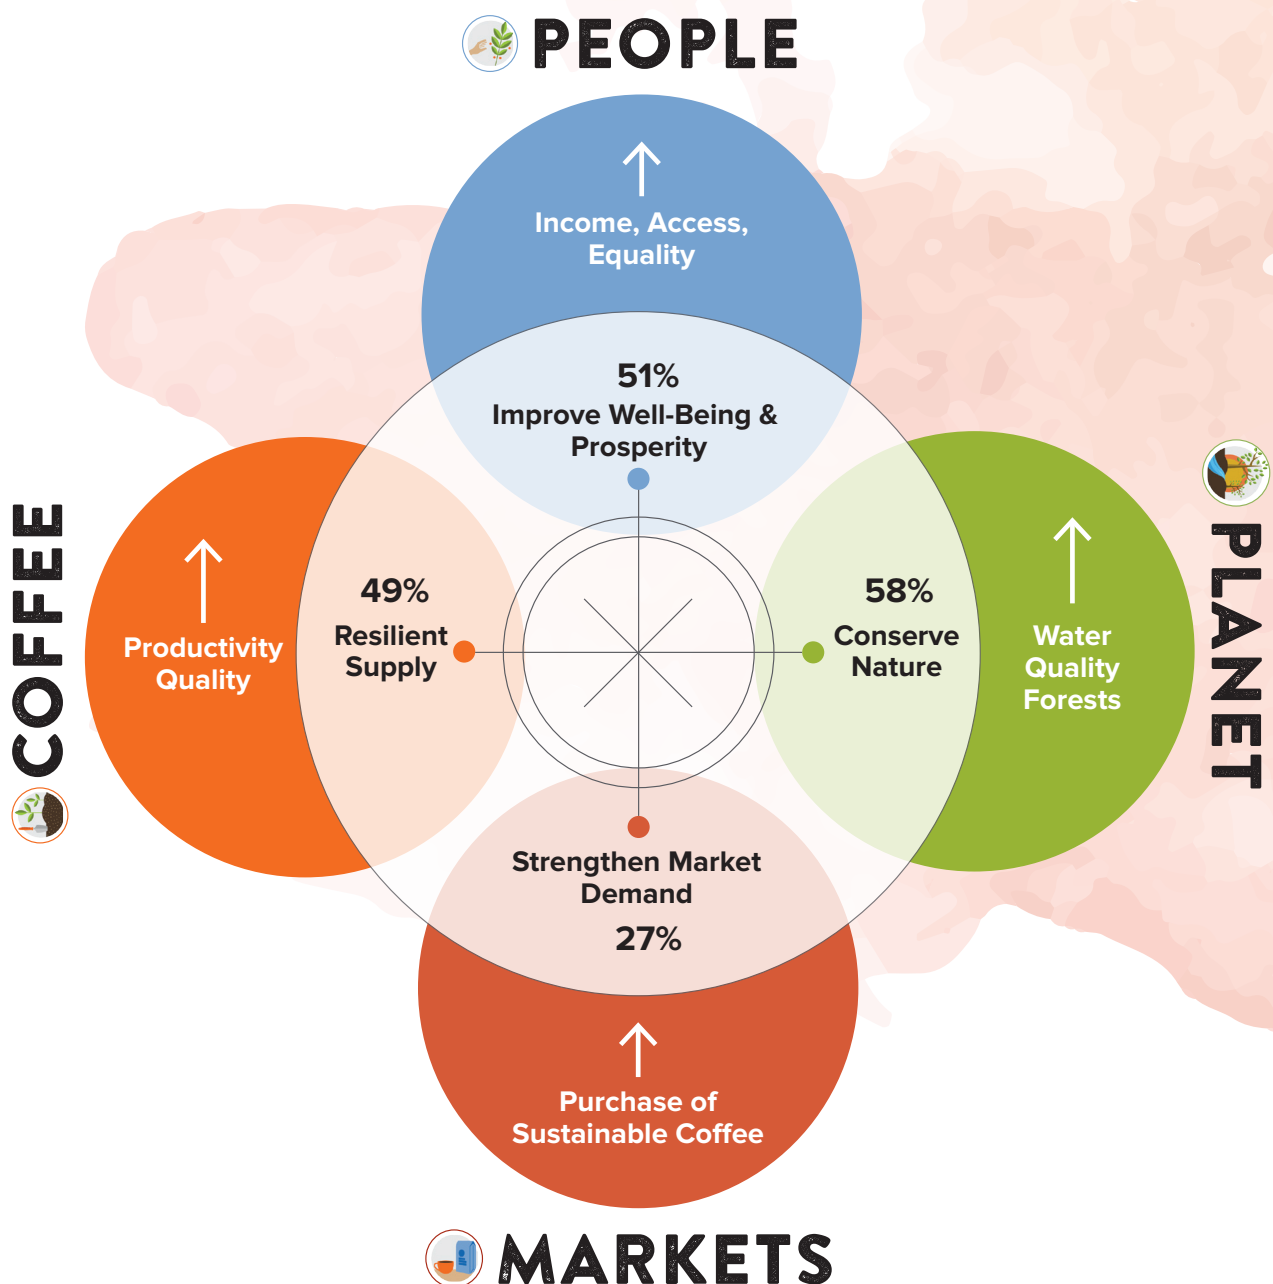 PEOPLE
Income, Access,
Equality
51%
Improve Well-Being &
Prosperity
COFFEE
Productivity
Quality
49%
Resilient
Supply
58%
Conserve
Nature
Water
Quality
Forests
PLANET
Strengthen Market
Demand
27%
Purchase of
Sustainable Coffee
MARKETS